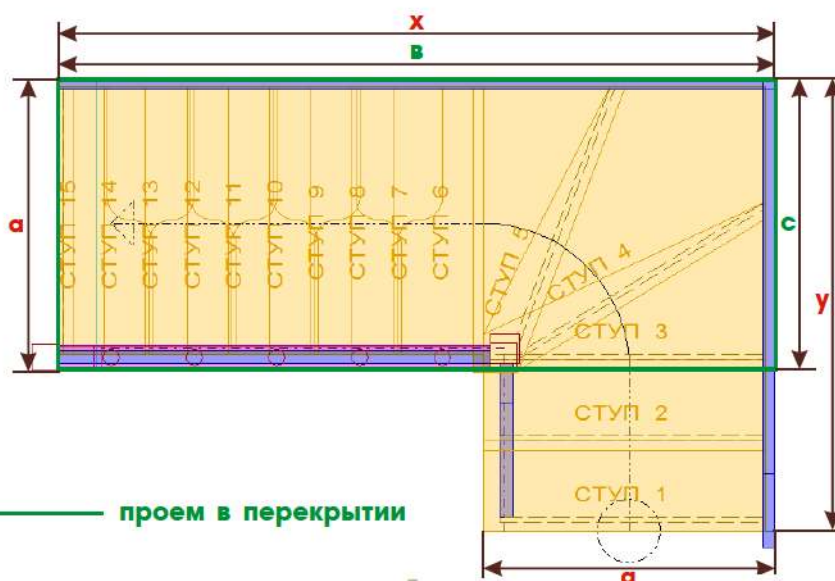 x
в
СТУП 15
СТУП 14
СТУП 13
СТУП 12
СТУП 11
СТУП 10
СТУП 9
СТУП 8
СТУП 7
СТУП 6
СТУП 5
СТУП 4
СТУП 3
СТУП 2
СТУП 1
a
c
y
проем в перекрытии
a